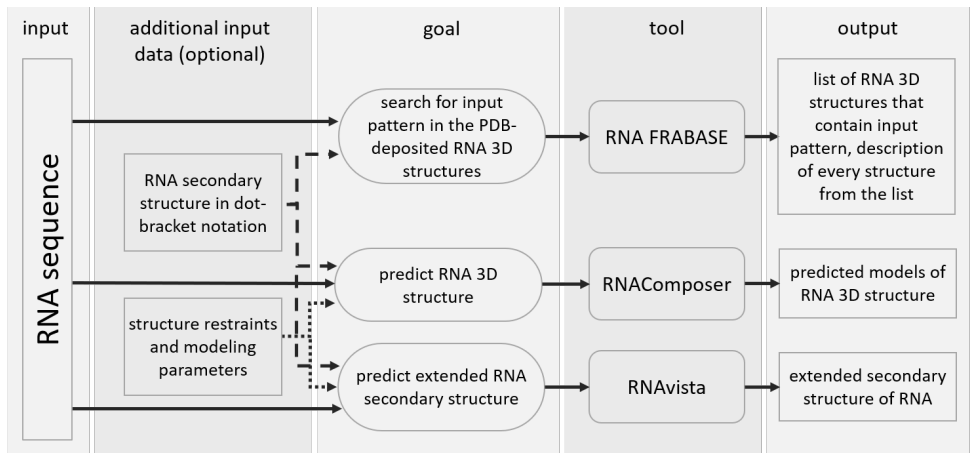 input
additional input
data (optional)
goal
tool
output
RNA sequence
RNA secondary
structure in dot-
bracket notation
structure restraints
and modeling
parameters
search for input
pattern in the PDB-
deposited RNA 3D
structures
RNA FRABASE
list of RNA 3D
structures that
contain input
pattern, description
of every structure
from the list
predict RNA 3D
structure
RNAComposer
predicted models of
RNA 3D structure
predict extended RNA
secondary structure
RNAvista
extended secondary
structure of RNA